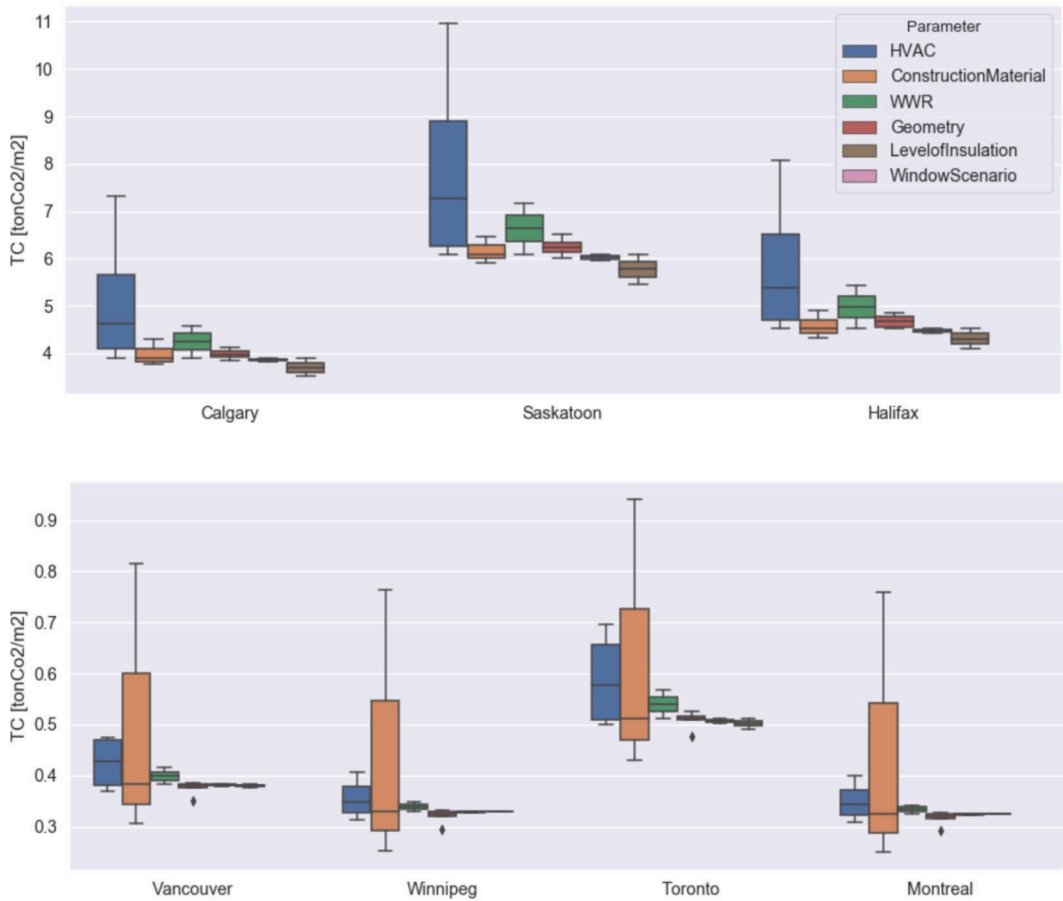 11
10
9
8
7
6
5
4
TC [tonCo2/m2]
Parameter
HVAC
ConstructionMaterial
WWR
Geometry
LevelofInsulation
WindowScenario
Calgary
Saskatoon
Halifax
0.9
0.8
0.7
0.6
0.5
0.4
0.3
TC [tonCo2/m2]
Vancouver
Winnipeg
Toronto
Montreal